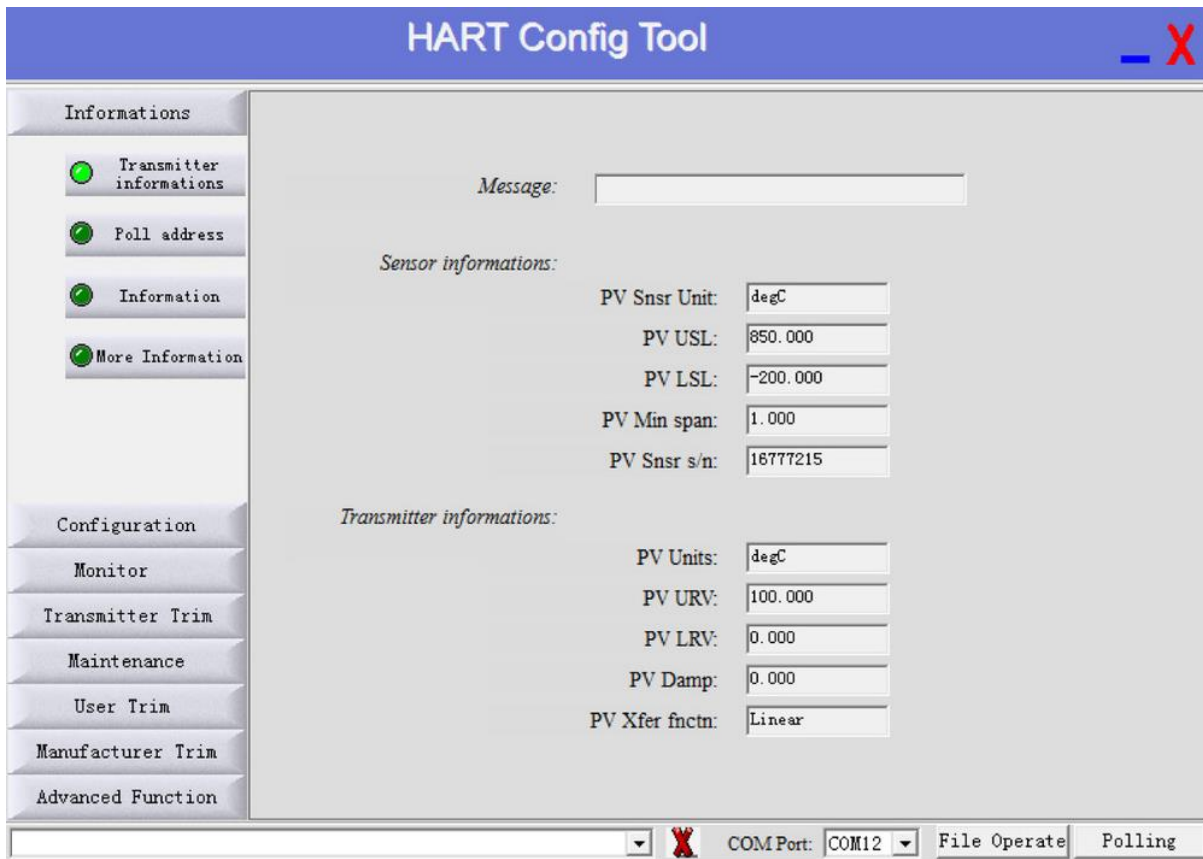 HART Config Tool
Informations
Transmitter
informations
Poll address
Information
More Information
Configuration
Monitor
Transmitter Trim
Maintenance
User Trim
Manufacturer Trim
Advanced Function
Message:
Sensor informations:
PV Snsr Unit: degC
PV USL: 850.000
PV LSL: -200.000
PV Min span: 1.000
PV Snsr s/n: 16777215
Transmitter informations:
PV Units: degC
PV URV: 100.000
PV LRV: 0.000
PV Damp: 0.000
PV Xfer fnctn: Linear
COM Port: COM12 File Operate Polling